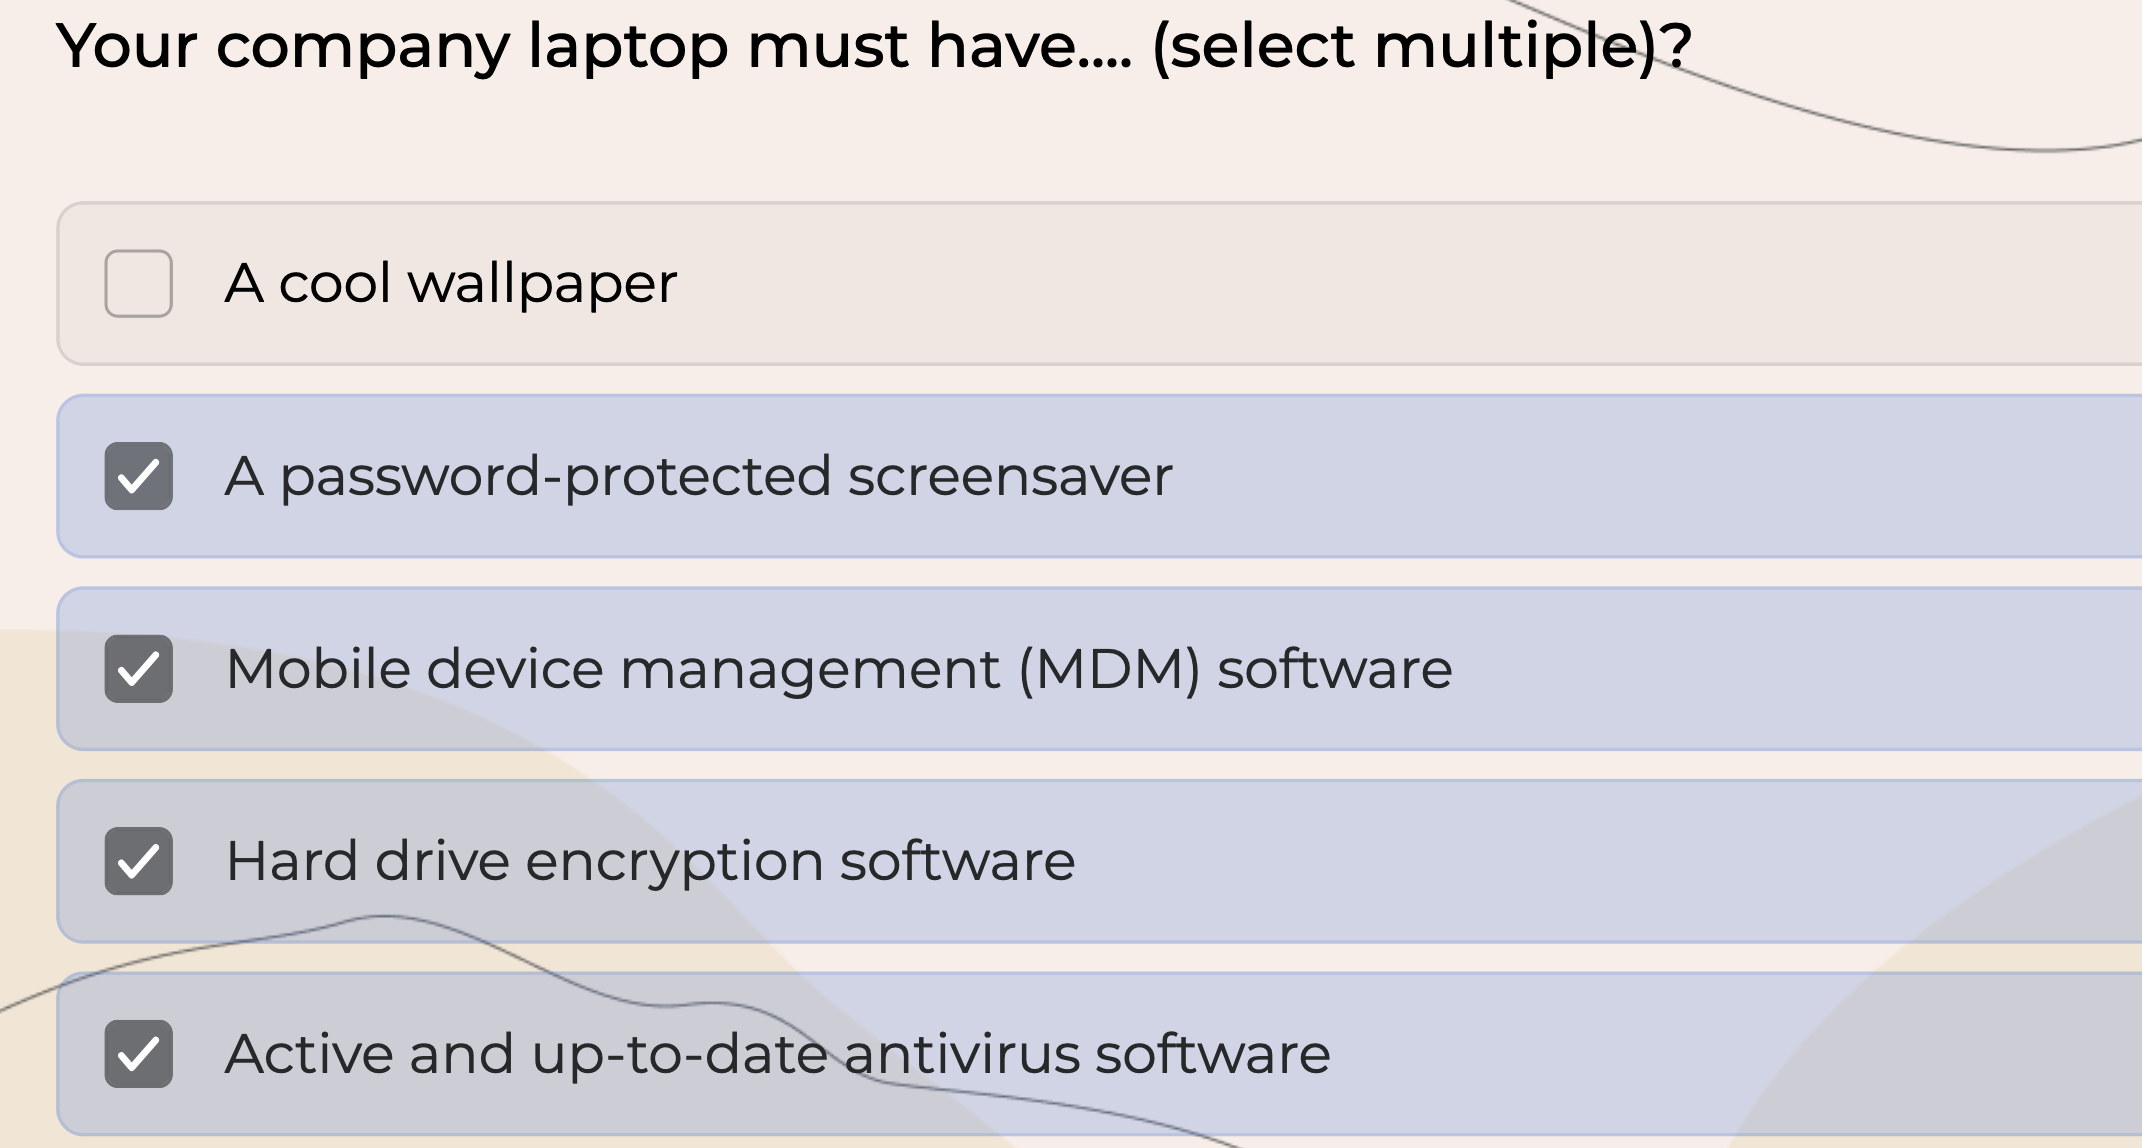 Your company laptop must have.... (select multiple)?
A cool wallpaper
A password-protected screensaver
Mobile device management (MDM) software
Hard drive encryption software
Active and up-to-date antivirus software